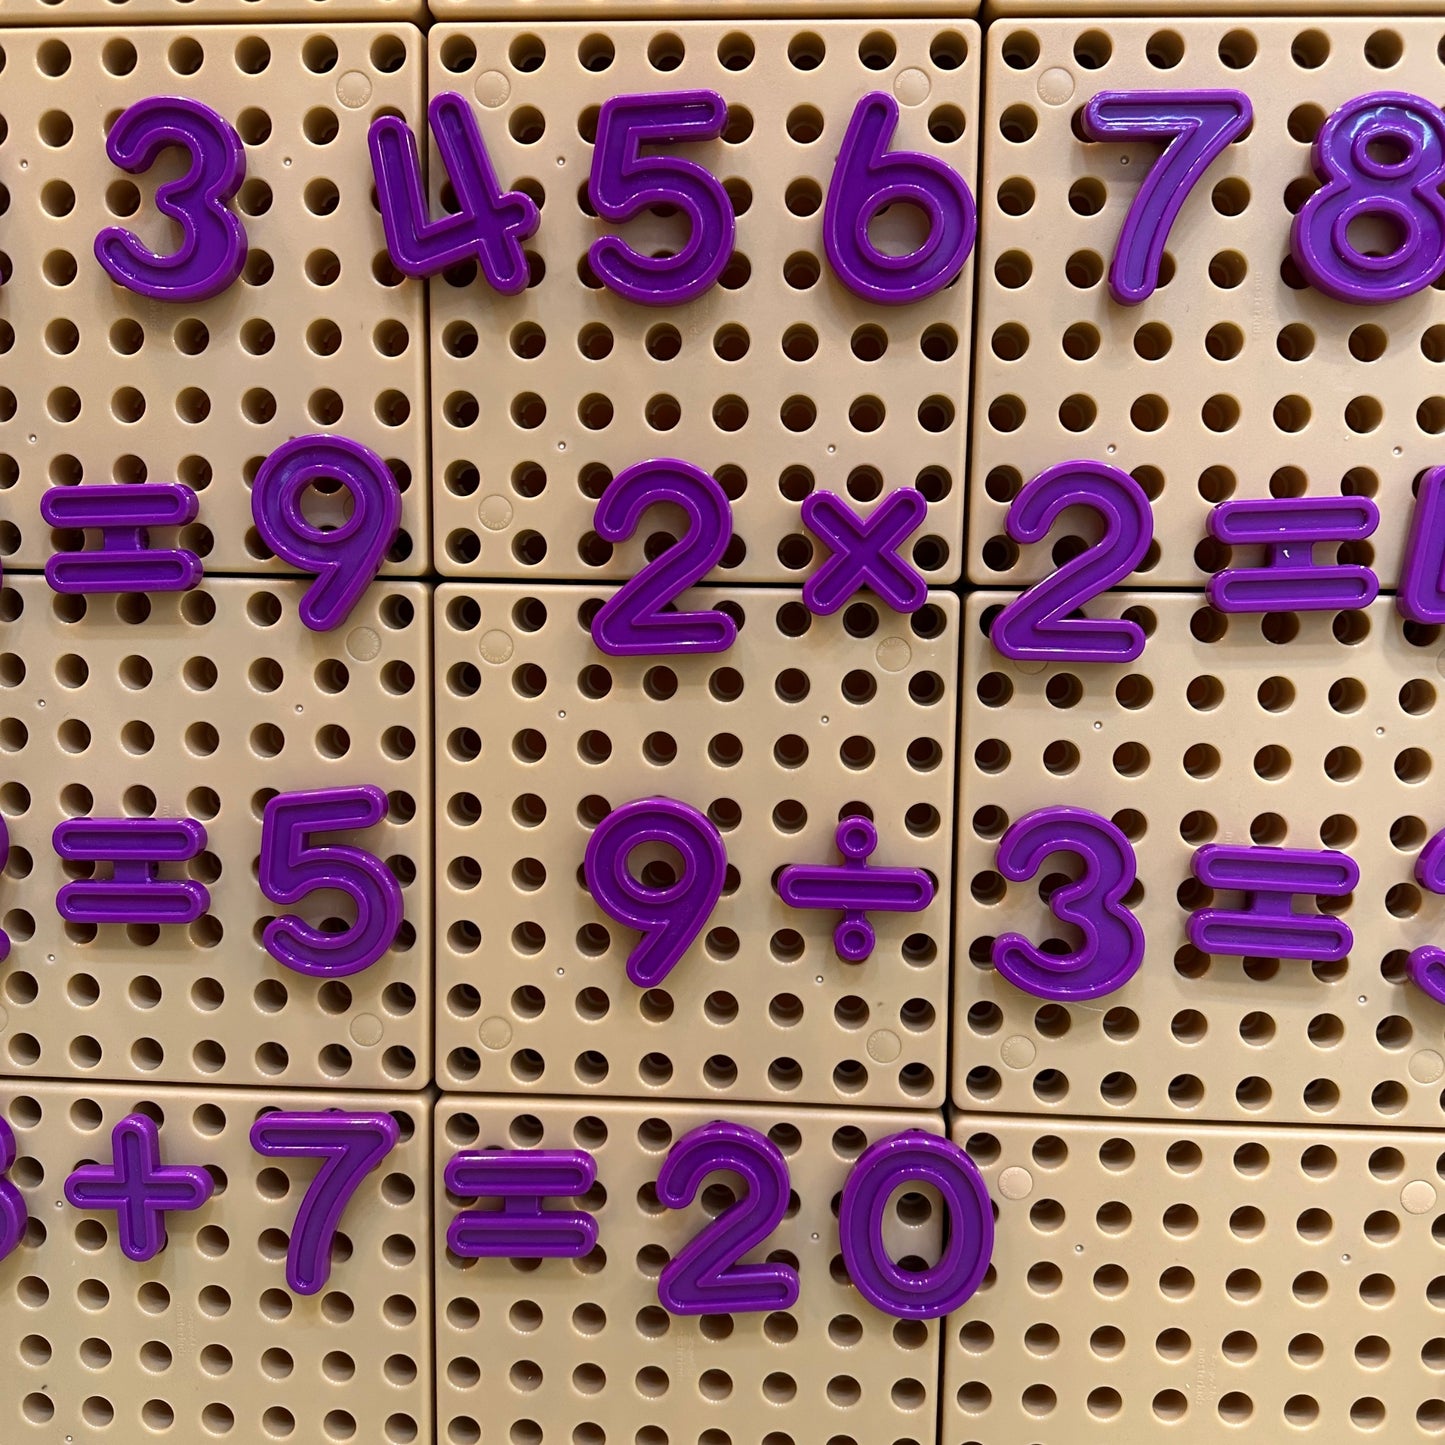 3 4 5 6 7 8
= 9 2 × 2 =
= 5 9 ÷ 3 =
+ 7 = 20